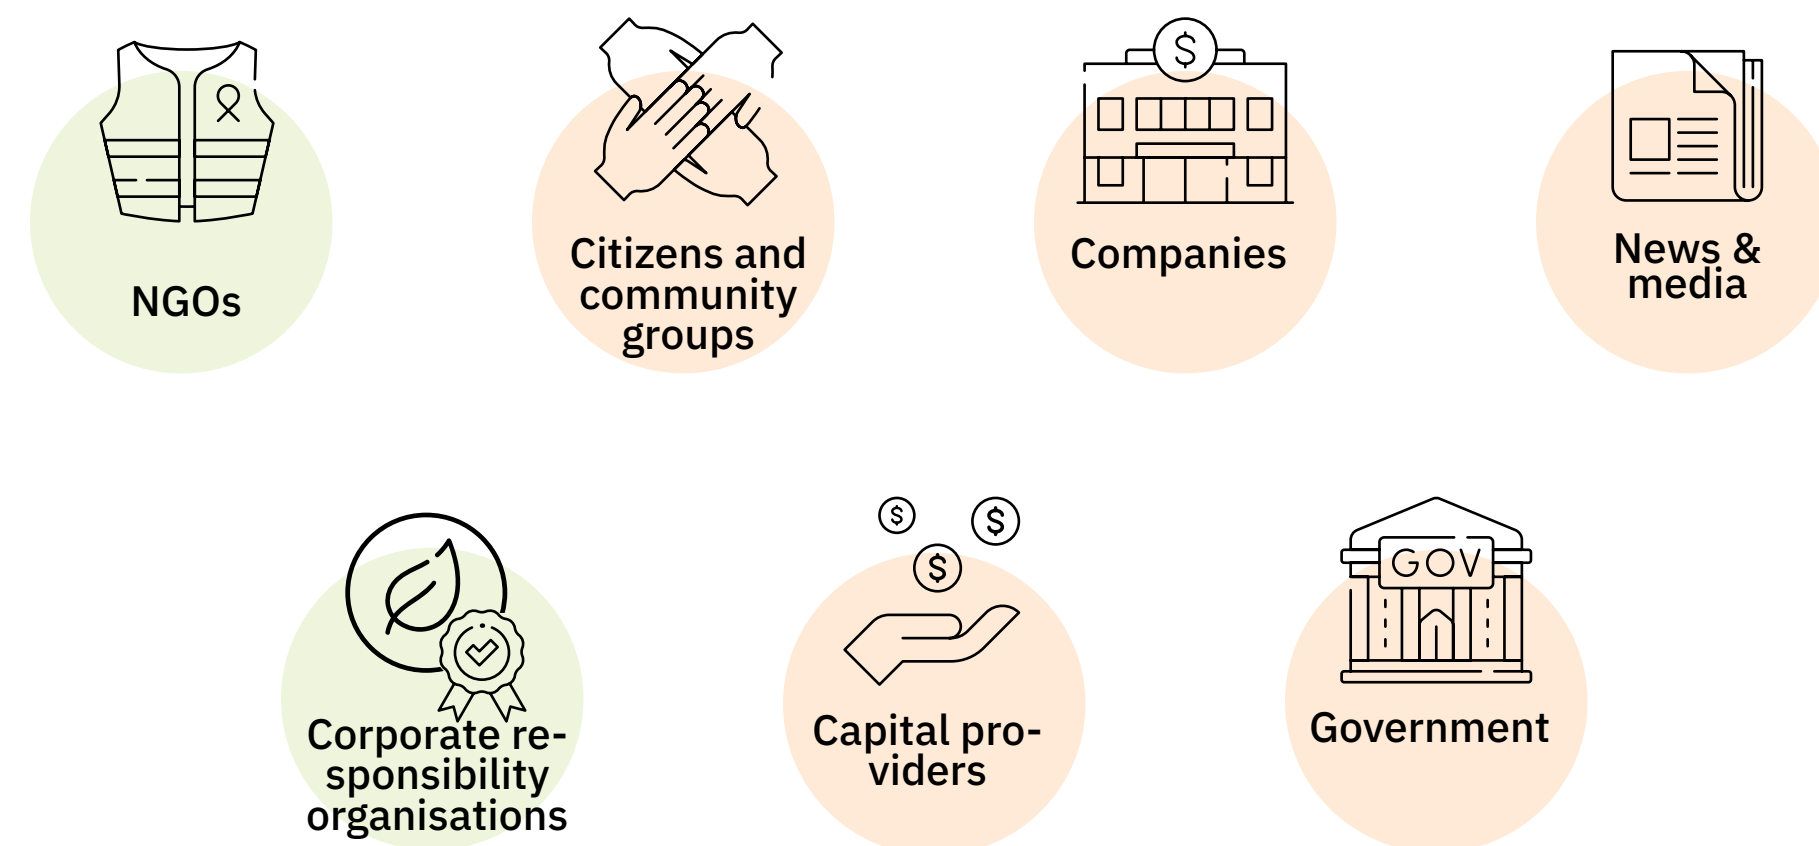 $
NGOs
Citizens and
community
groups
Companies
News &
media
$
$
$
GOV
Corporate re-
sponsibility
organisations
Capital pro-
viders
Government